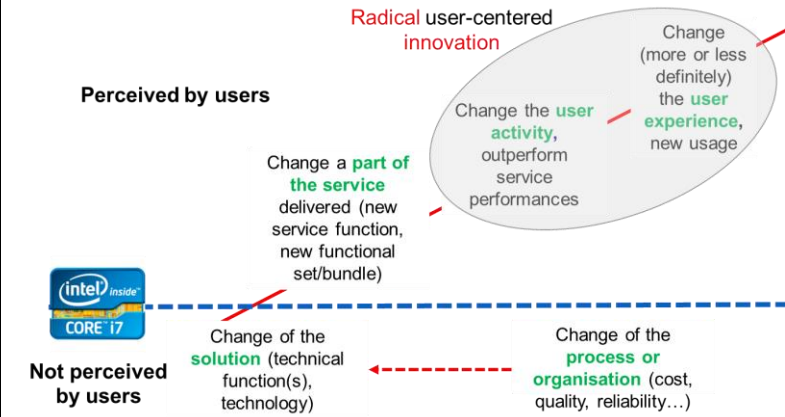 Radical user-centered
innovation
Perceived by users
Change
(more or less
definitely)
the user
experience,
new usage
Change the user
activity,
outperform
service
performances
Change a part of
the service
delivered (new
service function,
new functional
set/bundle)
intel inside™
CORE™ i7
Not perceived
by users
Change of the
solution (technical
function(s),
technology)
Change of the
process or
organisation (cost,
quality, reliability…)